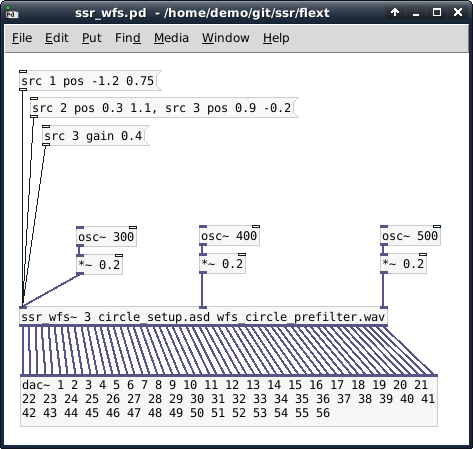 ssr_wfs.pd - /home/demo/git/ssr/flext
File Edit Put Find Media Window Help
src 1 pos -1.2 0.75
src 2 pos 0.3 1.1, src 3 pos 0.9 -0.2
src 3 gain 0.4
osc~ 300
osc~ 400
osc~ 500
*~ 0.2
*~ 0.2
*~ 0.2
ssr_wfs~ 3 circle_setup.asd wfs_circle_prefilter.wav
dac~ 1 2 3 4 5 6 7 8 9 10 11 12 13 14 15 16 17 18 19 20 21
22 23 24 25 26 27 28 29 30 31 32 33 34 35 36 37 38 39 40 41
42 43 44 45 46 47 48 49 50 51 52 53 54 55 56